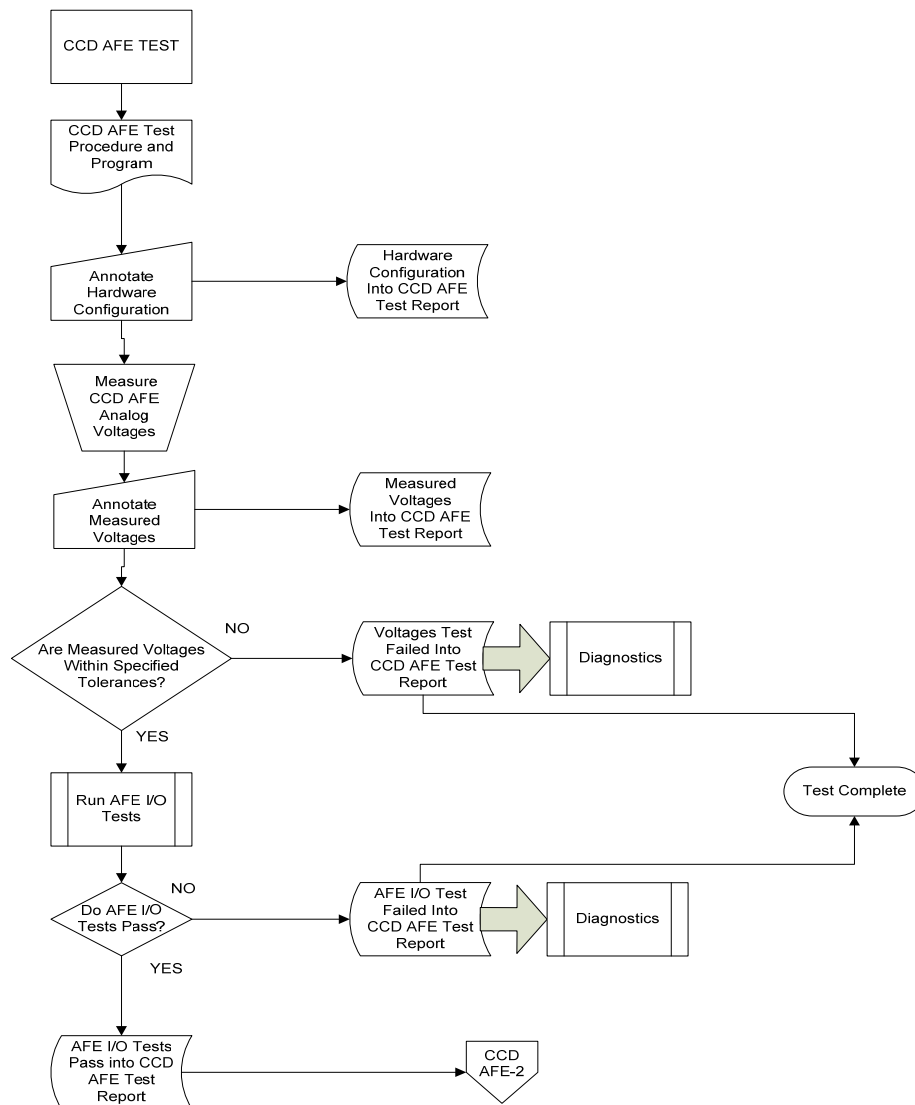 CCD AFE TEST
CCD AFE Test
Procedure and
Program
Annotate
Hardware
Configuration
Hardware
Configuration
Into CCD AFE
Test Report
Measure
CCD AFE
Analog
Voltages
Annotate
Measured
Voltages
Measured
Voltages
Into CCD AFE
Test Report
Are Measured Voltages
Within Specified
Tolerances?
NO
Voltages Test
Failed Into
CCD AFE Test
Report
Diagnostics
YES
Run AFE I/O
Tests
Test Complete
Do AFE I/O
Tests Pass?
NO
AFE I/O Test
Failed Into
CCD AFE Test
Report
Diagnostics
YES
AFE I/O Tests
Pass into CCD
AFE Test
Report
CCD
AFE-2